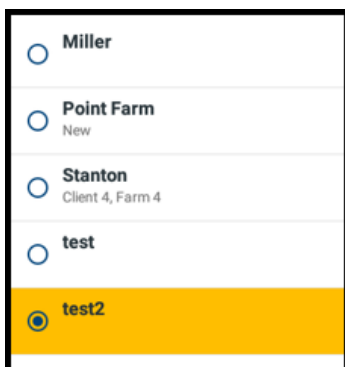 Miller
Point Farm
New
Stanton
Client 4, Farm 4
test
test2